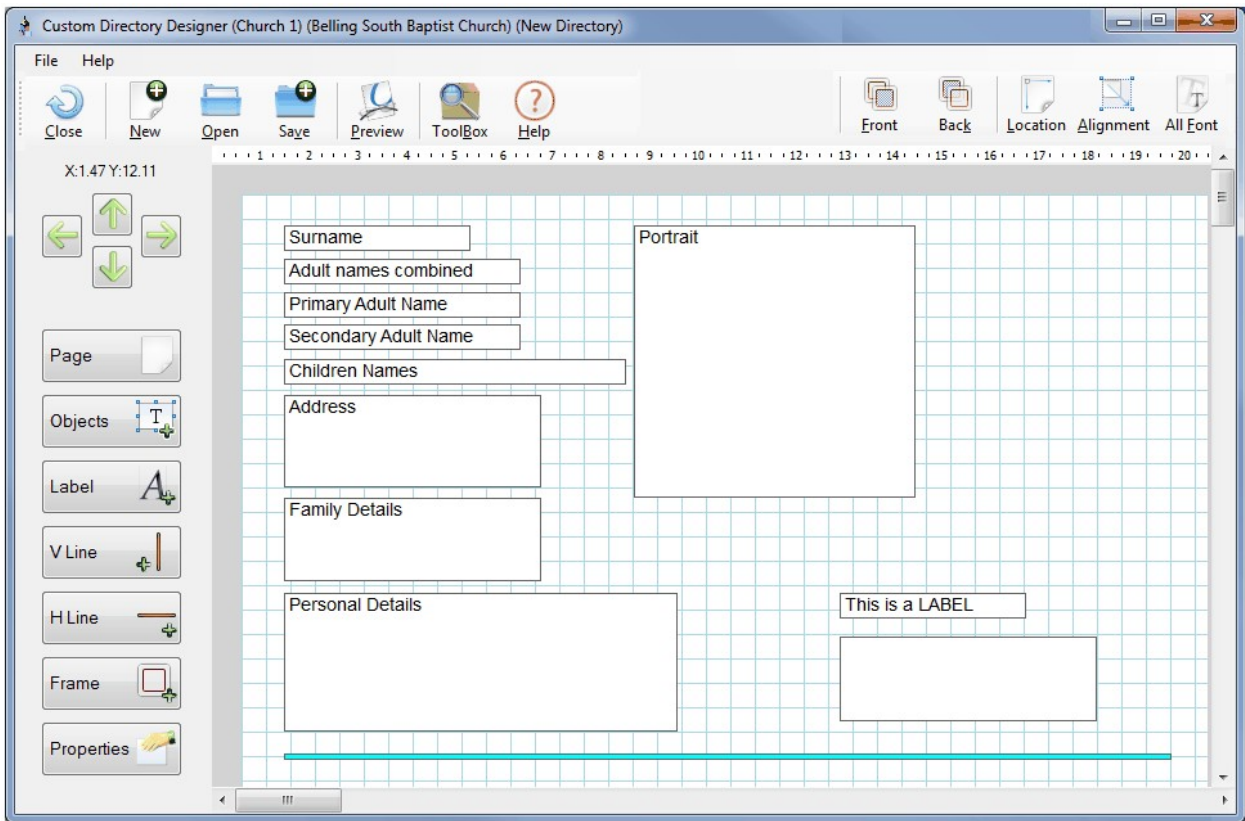 Custom Directory Designer (Church 1) (Belling South Baptist Church) (New Directory)
File Help
Close New Open Save Preview ToolBox Help Front Back Location Alignment All Font
1 2 3 4 5 6 7 8 9 10 11 12 13 14 15 16 17 18 19 20
X:1.47 Y:12.11
Surname
Portrait
Adult names combined
Primary Adult Name
Secondary Adult Name
Children Names
Address
Family Details
Personal Details
This is a LABEL
Page
Objects
Label
V Line
H Line
Frame
Properties